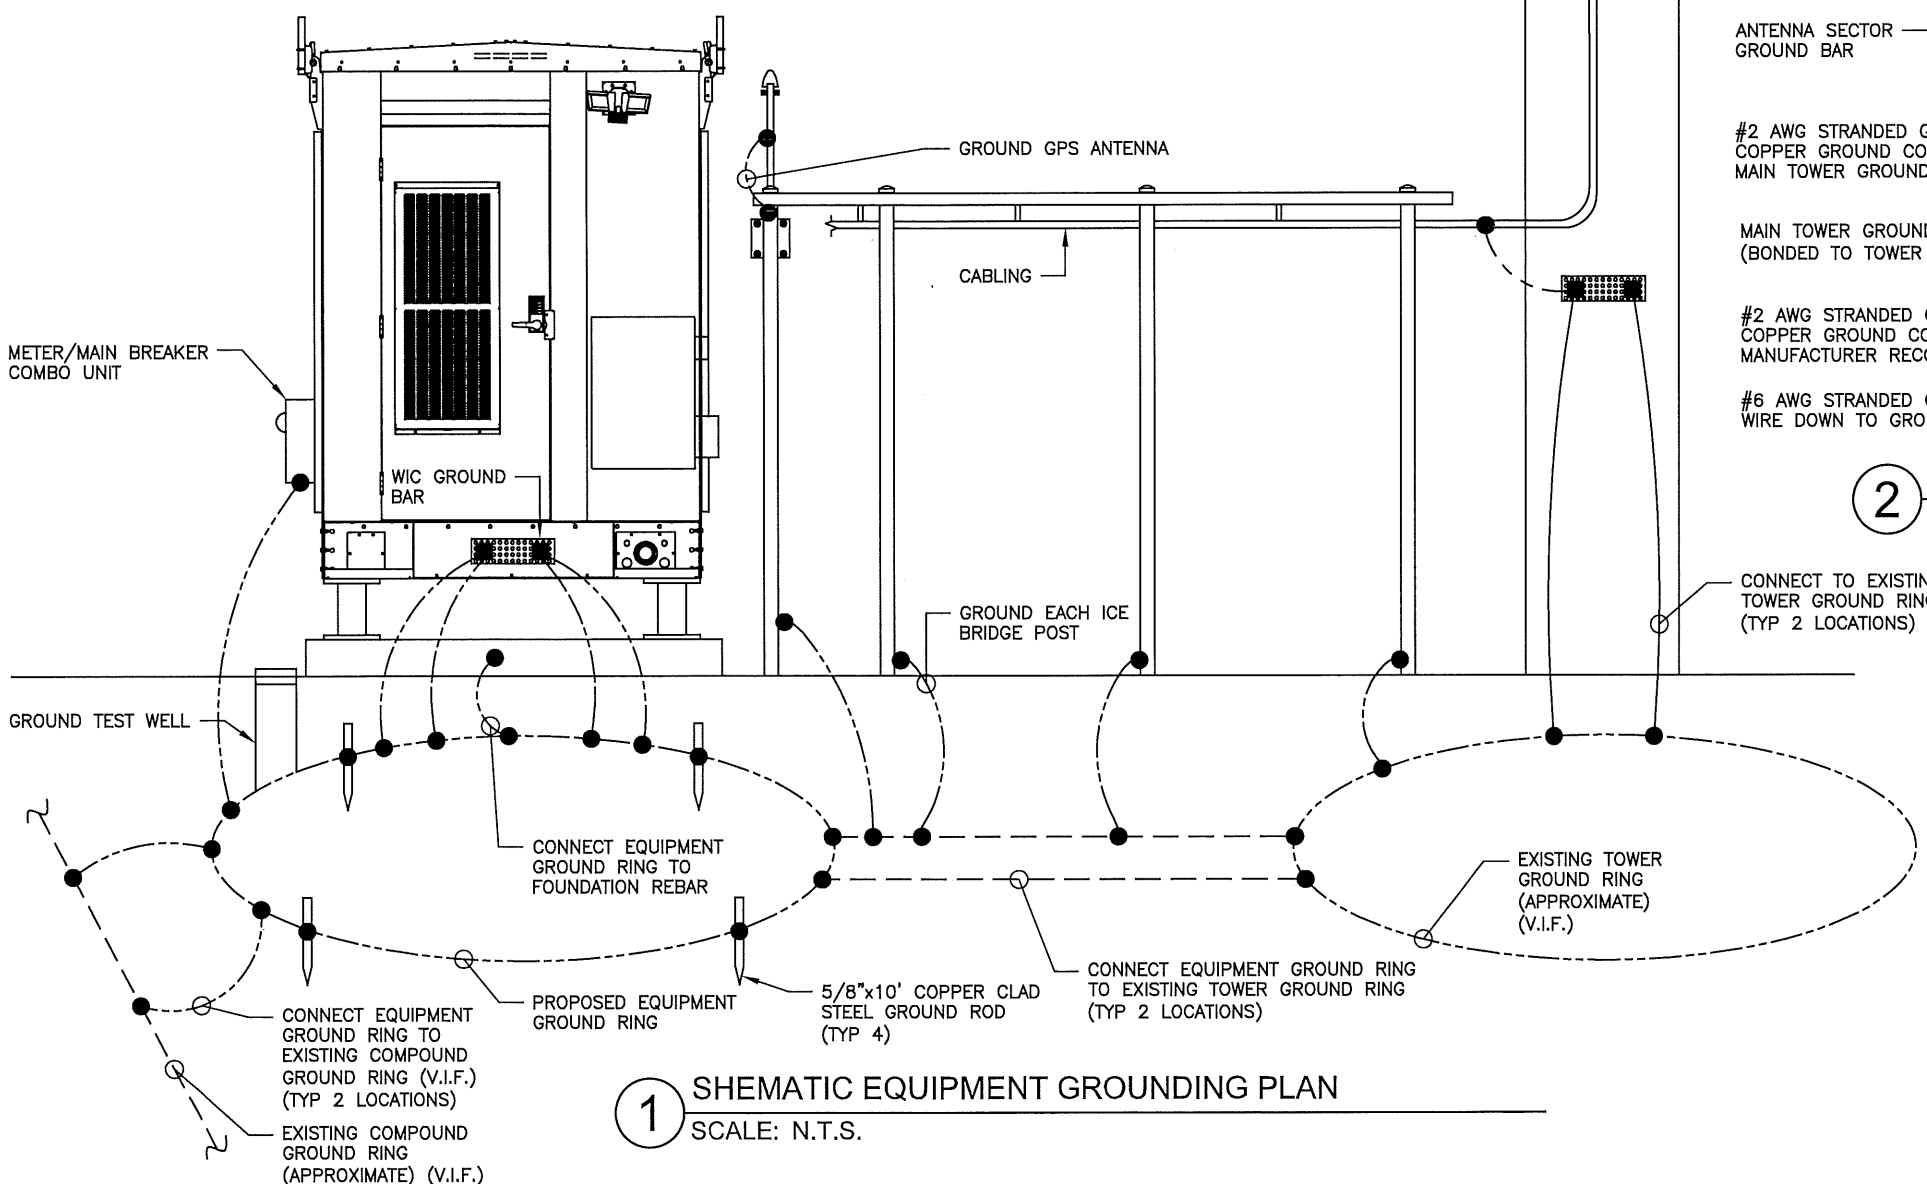 ANTENNA SECTOR
GROUND BAR
#2 AWG STRANDED
COPPER GROUND
MAIN TOWER GROUND
MAIN TOWER GROUND
(BONDED TO TOWER
#2 AWG STRANDED
COPPER GROUND
MANUFACTURER
#6 AWG STRANDED
WIRE DOWN TO
2
CONNECT TO
TOWER GROUND
(TYP 2 LOCATIONS)
GROUND GPS ANTENNA
CABLING
METER/MAIN BREAKER
COMBO UNIT
WIC GROUND
BAR
GROUND EACH ICE
BRIDGE POST
GROUND TEST WELL
CONNECT EQUIPMENT
GROUND RING TO
FOUNDATION REBAR
EXISTING TOWER
GROUND RING
(APPROXIMATE)
(V.I.F.)
CONNECT EQUIPMENT GROUND RING
TO EXISTING TOWER GROUND RING
(TYP 2 LOCATIONS)
5/8"x10' COPPER CLAD
STEEL GROUND ROD
(TYP 4)
PROPOSED EQUIPMENT
GROUND RING
CONNECT EQUIPMENT
GROUND RING TO
EXISTING COMPOUND
GROUND RING (V.I.F.)
(TYP 2 LOCATIONS)
EXISTING COMPOUND
GROUND RING
(APPROXIMATE) (V.I.F.)
1
SHEMATIC EQUIPMENT GROUNDING PLAN
SCALE: N.T.S.